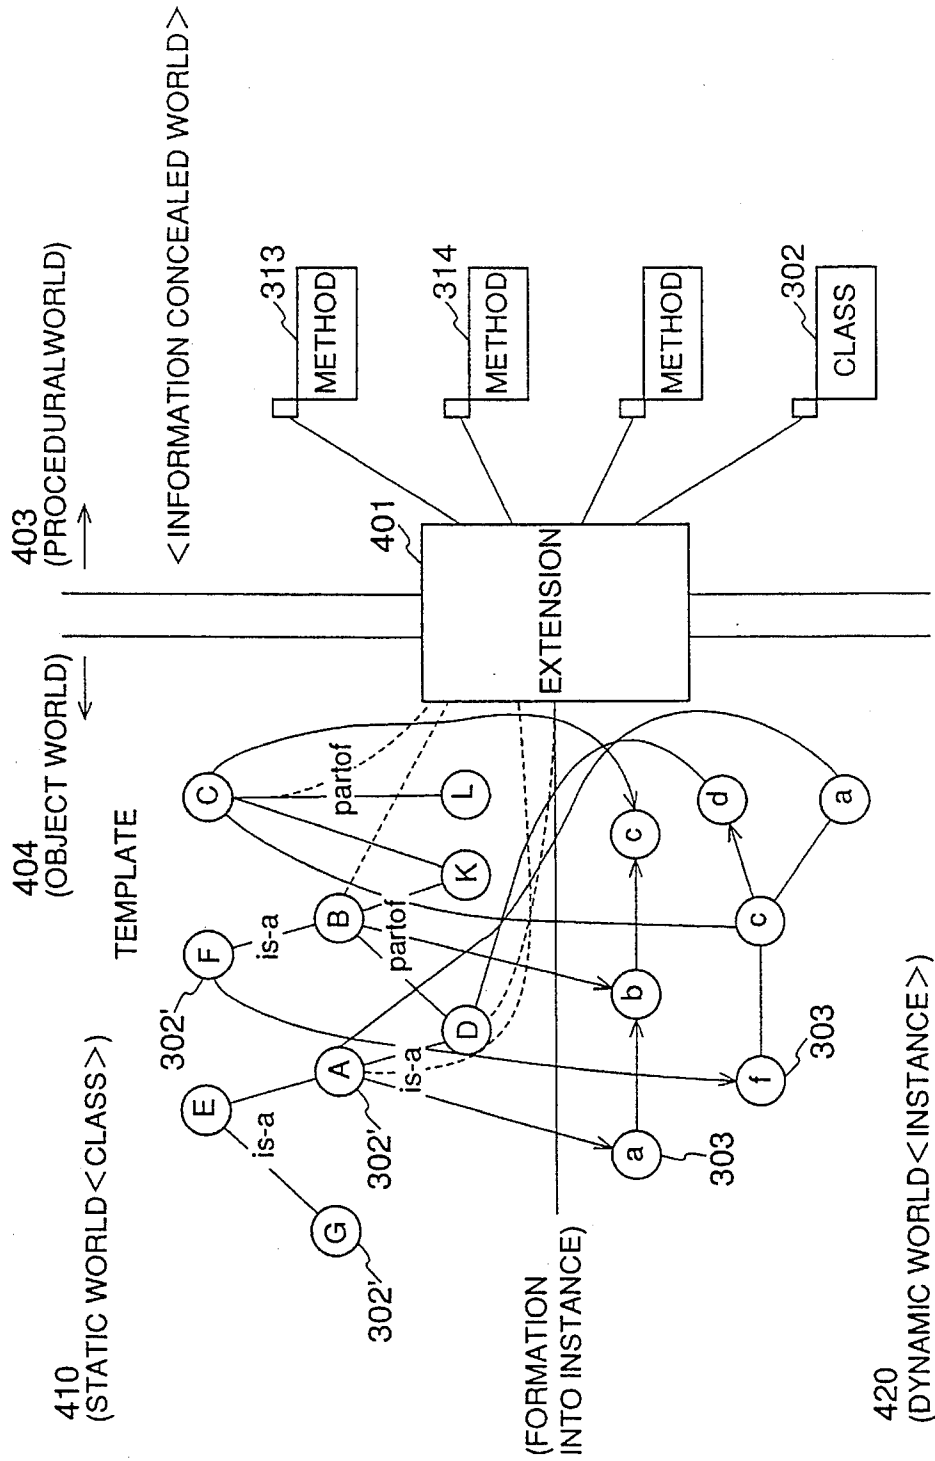 410
(STATIC WORLD<CLASS>)
404
(OBJECT WORLD)
403
(PROCEDURALWORLD)
TEMPLATE
<INFORMATION CONCEALED WORLD>
302'
E
F
C
is-a
is-a
G
A
B
partof
313
METHOD
302'
302'
is-a
D
partof
K
L
401
314
METHOD
(FORMATION
INTO INSTANCE)
EXTENSION
a
b
c
METHOD
303
d
f
c
302
CLASS
303
a
420
(DYNAMIC WORLD<INSTANCE>)